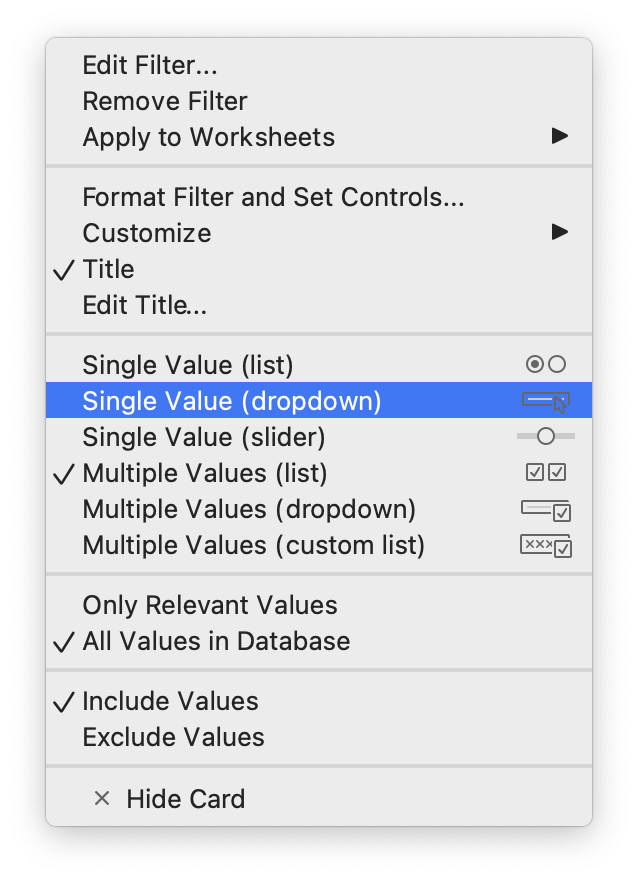 Edit Filter...
Remove Filter
Apply to Worksheets
Format Filter and Set Controls...
Customize
Title
Edit Title...
Single Value (list)
Single Value (dropdown)
Single Value (slider)
Multiple Values (list)
Multiple Values (dropdown)
Multiple Values (custom list)
Only Relevant Values
All Values in Database
Include Values
Exclude Values
Hide Card